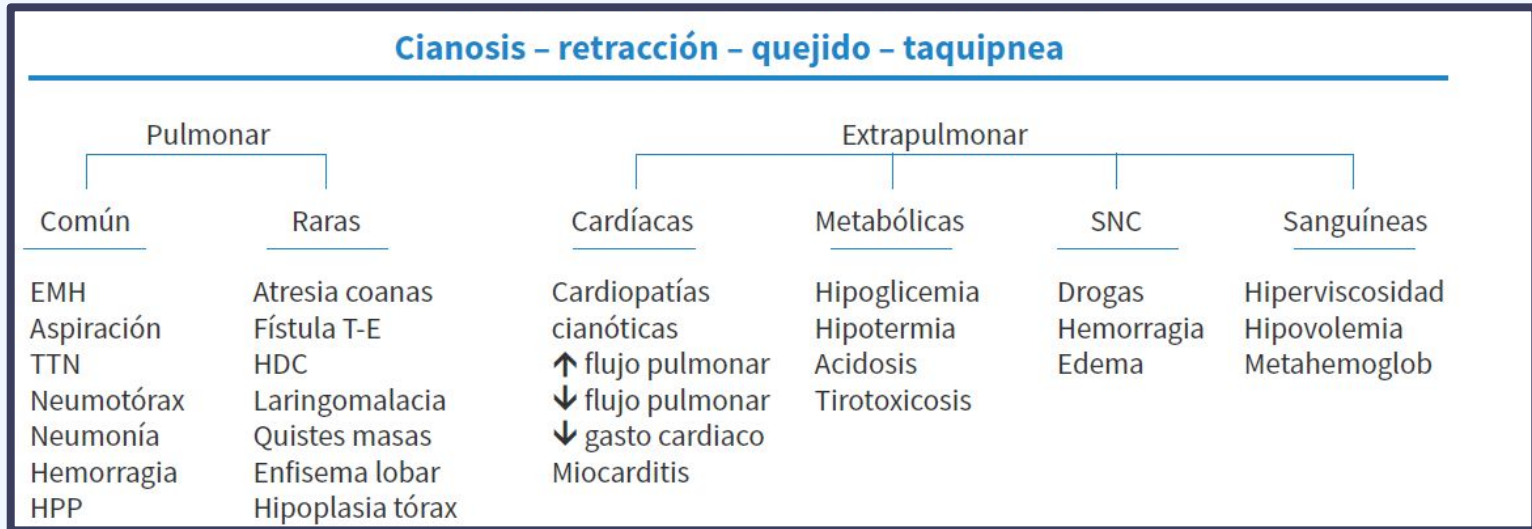 Cianosis – retracción – quejido – taquipnea
Pulmonar
Extrapulmonar
Común
Raras
Cardíacas
Metabólicas
SNC
Sanguíneas
EMH
Aspiración
TTN
Neumotórax
Neumonía
Hemorragia
HPP
Atresia coanas
Fístula T-E
HDC
Laringomalacia
Quistes masas
Enfisema lobar
Hipoplasia tórax
Cardiopatías
cianóticas
↑ flujo pulmonar
↓ flujo pulmonar
↓ gasto cardiaco
Miocarditis
Hipoglicemia
Hipotermia
Acidosis
Tirotoxicosis
Drogas
Hemorragia
Edema
Hiperviscosidad
Hipovolemia
Metahemoglob